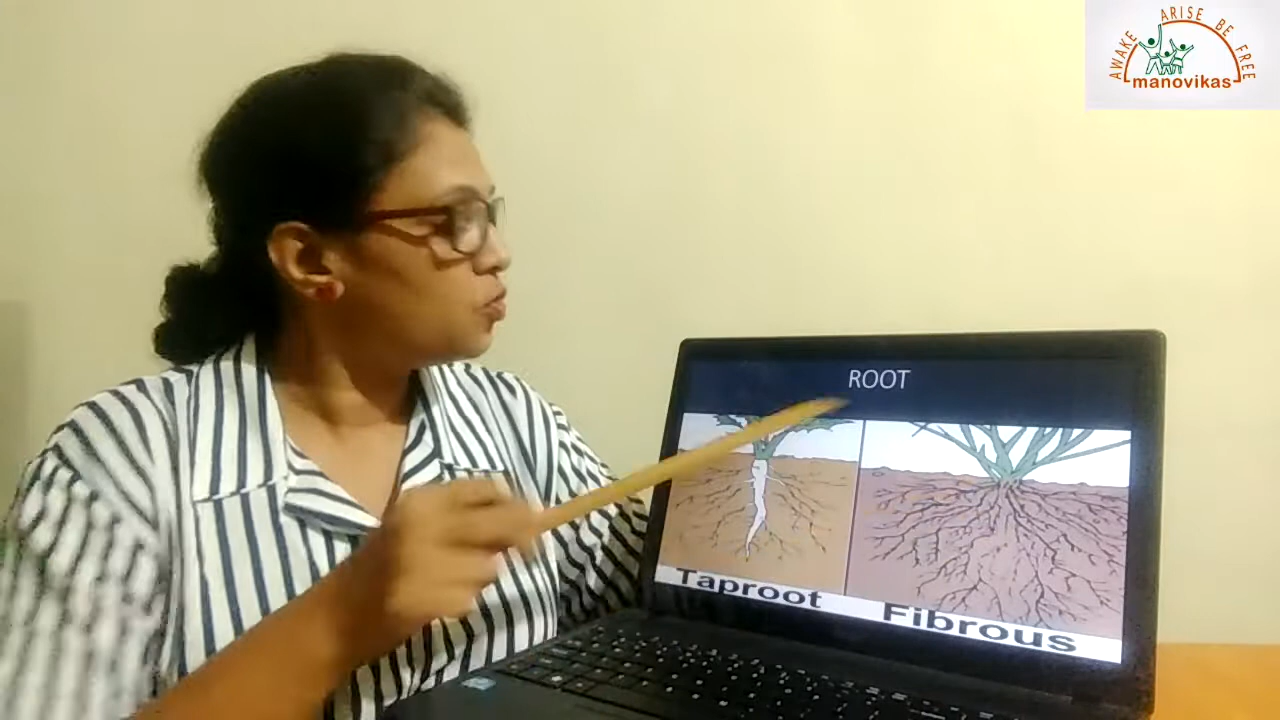 AWAKE ARISE BE FREE
manovikas
ROOT
Taproot
Fibrous